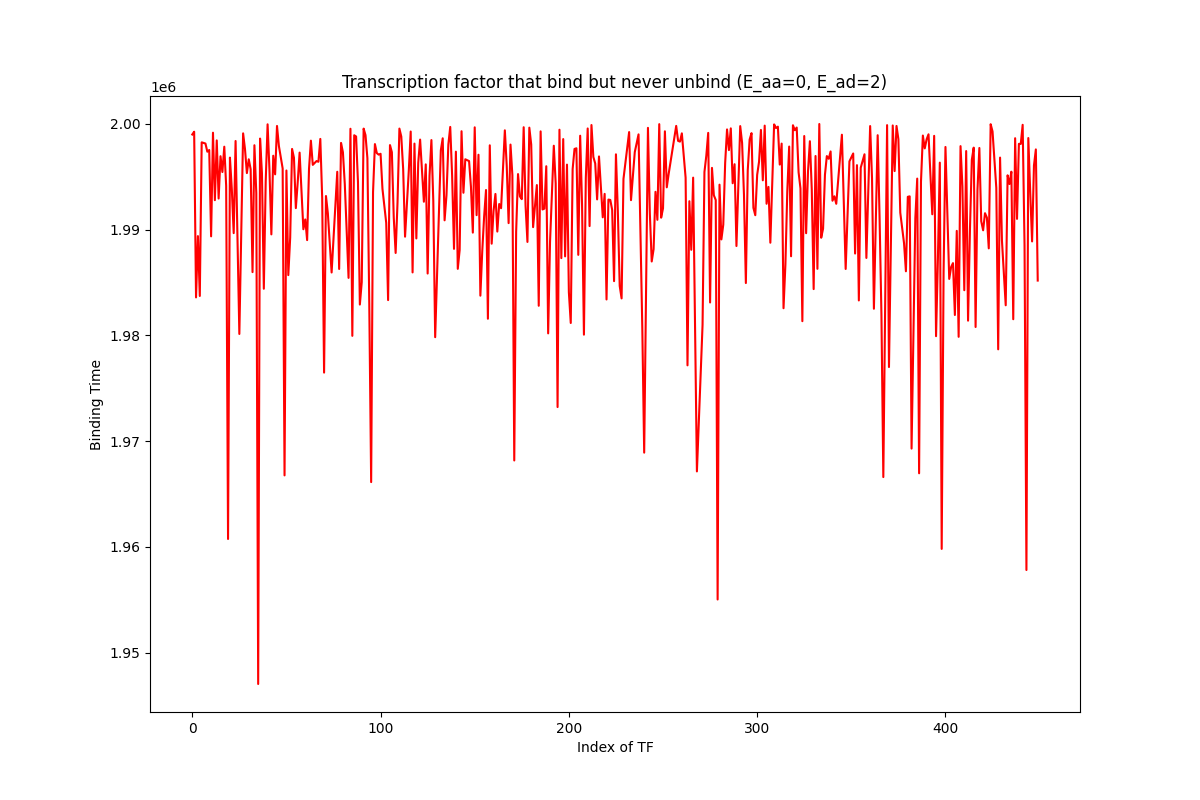 Transcription factor that bind but never unbind (E_aa=0, E_ad=2)
1e6
2.00
1.99
1.98
1.97
1.96
1.95
Binding Time
0 100 200 300 400
Index of TF